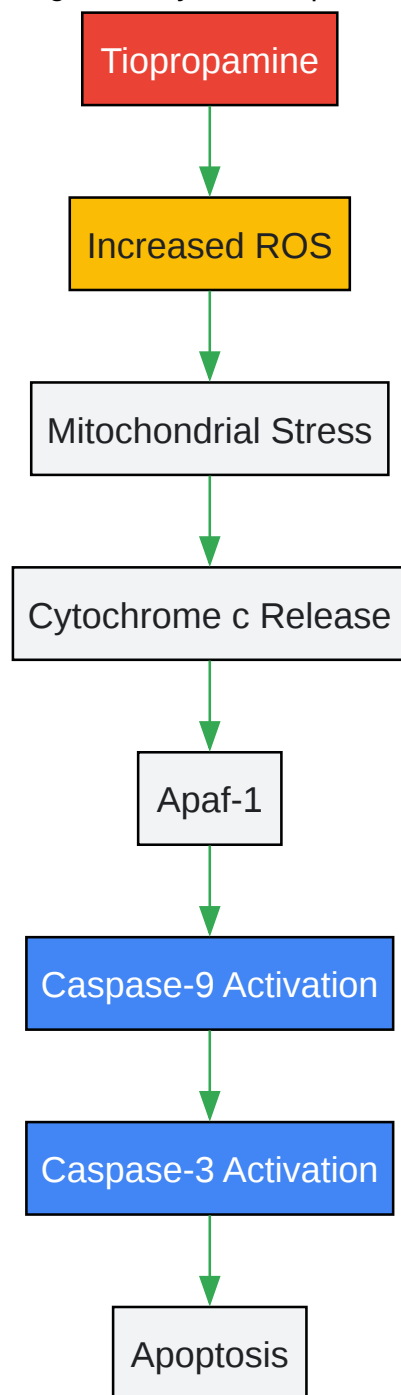 Tiopropamine
Increased ROS
Mitochondrial Stress
Cytochrome c Release
Apaf-1
Caspase-9 Activation
Caspase-3 Activation
Apoptosis